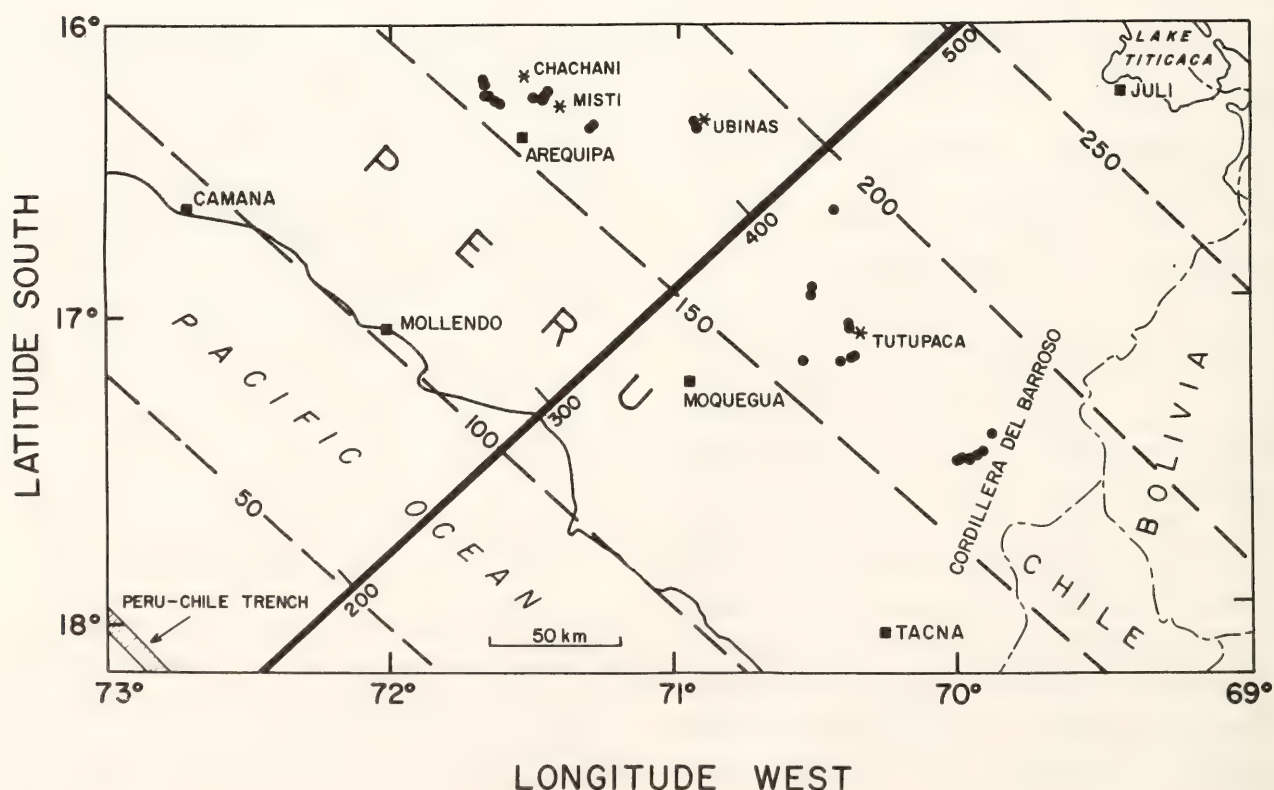 16°
17°
18°
LATITUDE SOUTH
73°
72°
71°
70°
69°
LONGITUDE WEST
CHACHANI
MISTI
AREQUIPA
UBINAS
LAKE
TITICACA
JULI
CAMANA
MOLLENDO
MOQUEGUA
TUTUPACA
TACNA
PERU
PACIFIC OCEAN
CORDILLERA DEL BARROSO
BOLIVIA
CHILE
PERU-CHILE TRENCH
50 km
50
100
150
200
250
200
300
400
500